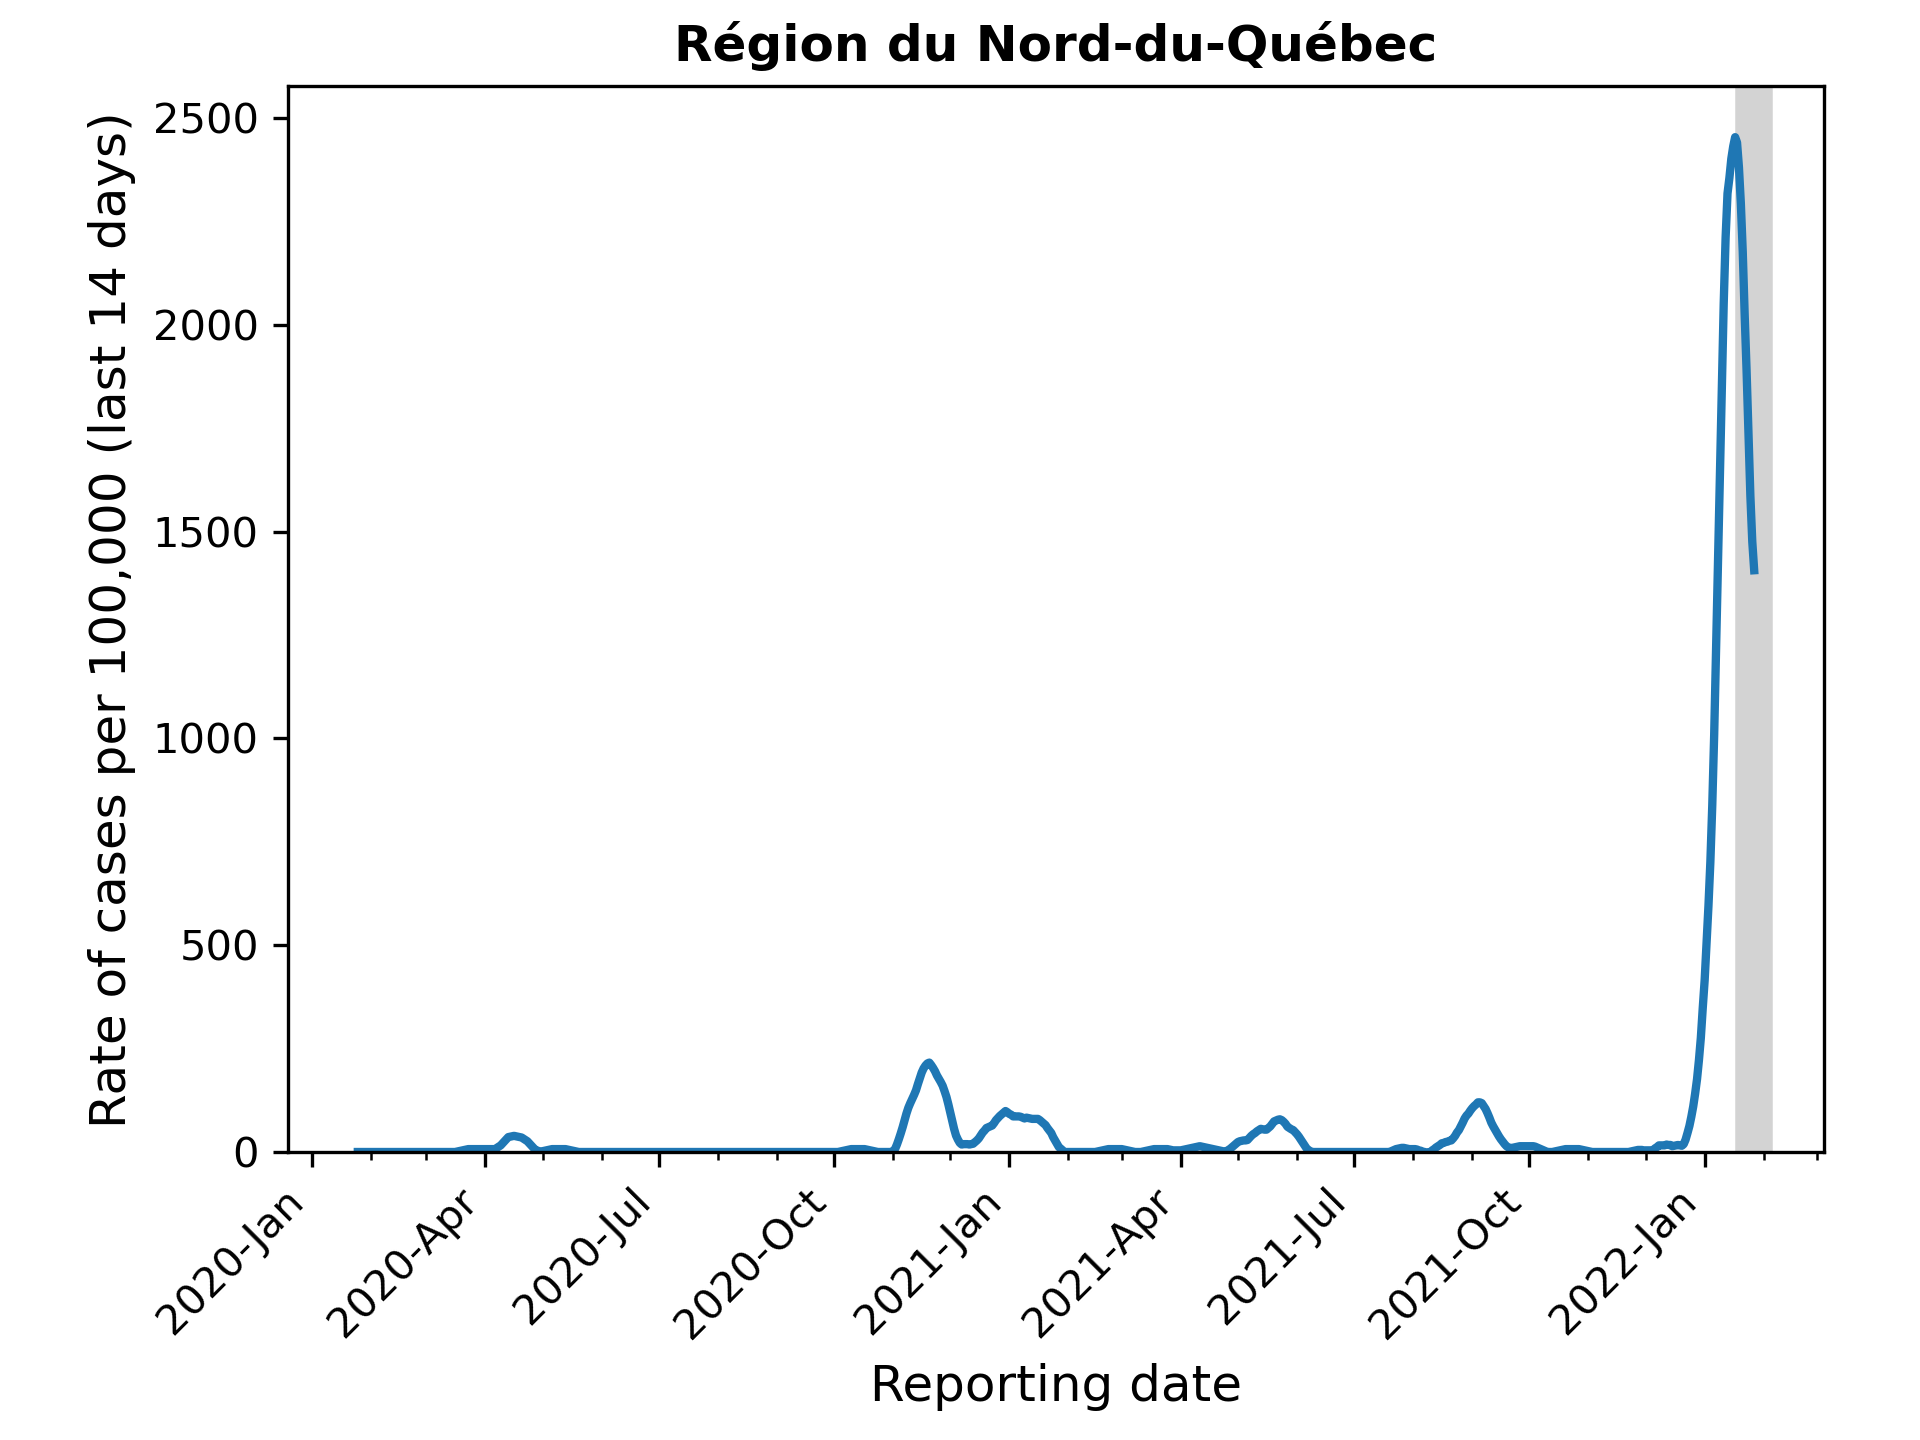 Région du Nord-du-Québec
Rate of cases per 100,000 (last 14 days)
2500
2000
1500
1000
500
0
2020-Jan
2020-Apr
2020-Jul
2020-Oct
2021-Jan
2021-Apr
2021-Jul
2021-Oct
2022-Jan
Reporting date